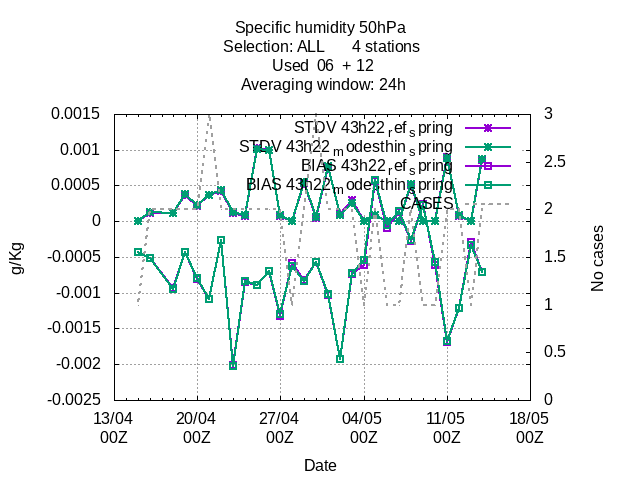 Specific humidity 50hPa
Selection: ALL      4 stations
Used  06  + 12
Averaging window: 24h
0.0015
0.001
0.0005
0
-0.0005
-0.001
-0.0015
-0.002
-0.0025
g/Kg
STDV 43h22_ref_spring
STDV 43h22_modesthin_spring
BIAS 43h22_ref_spring
BIAS 43h22_modesthin_spring
CASES
3
2.5
2
1.5
1
0.5
0
No cases
13/04 20/04 27/04 04/05 11/05 18/05
00Z 00Z 00Z 00Z 00Z 00Z
Date